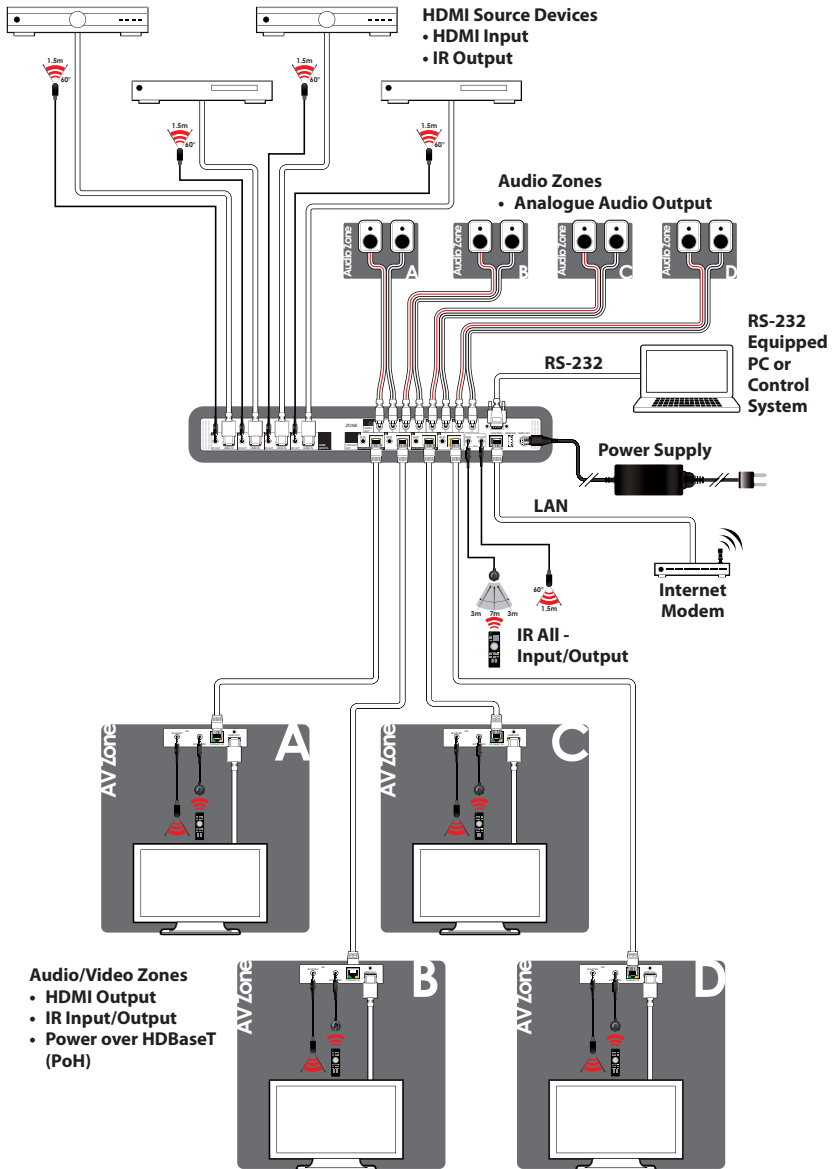 HDMI Source Devices
• HDMI Input
• IR Output
1.5m
60°
1.5m
60°
1.5m
60°
1.5m
60°
Audio Zones
• Analogue Audio Output
Audio Zone
A
Audio Zone
B
Audio Zone
C
Audio Zone
D
RS-232
Equipped
PC or
Control
System
RS-232
ZONE
Power Supply
LAN
Internet
Modem
3m 7m 3m
60°
1.5m
IR All -
Input/Output
AV Zone
A
AV Zone
C
AV Zone
B
AV Zone
D
Audio/Video Zones
• HDMI Output
• IR Input/Output
• Power over HDBaseT
(PoH)